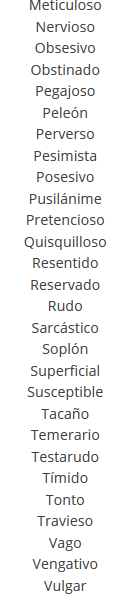 Meticuloso
Nervioso
Obsesivo
Obstinado
Pegajoso
Peleón
Perverso
Pesimista
Posesivo
Pusilánime
Pretencioso
Quisquilloso
Resentido
Reservado
Rudo
Sarcástico
Soplón
Superficial
Susceptible
Tacaño
Temerario
Testarudo
Tímido
Tonto
Travieso
Vago
Vengativo
Vulgar